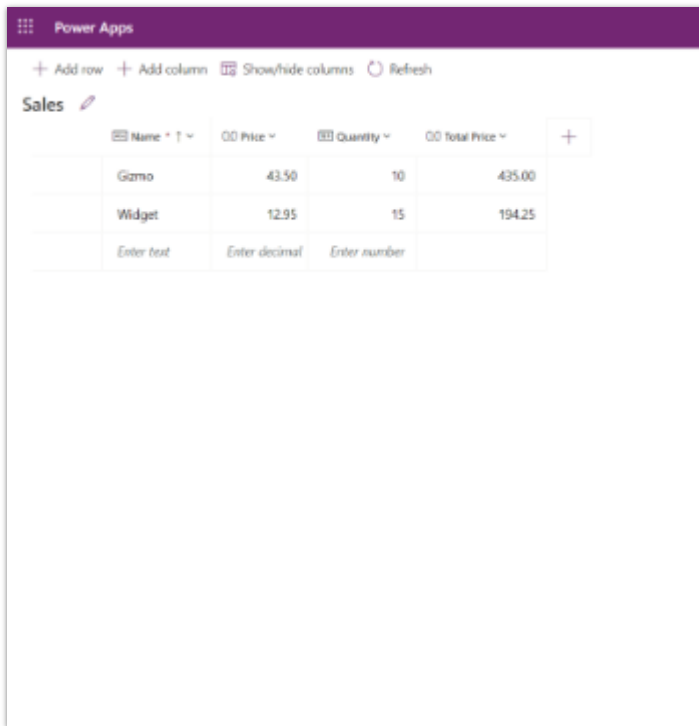 Power Apps
Add row Add column Show/hide columns Refresh
Sales
Name * ↑ Price Quantity Total Price
Gizmo 43.50 10 435.00
Widget 12.95 15 194.25
Enter text Enter decimal Enter number